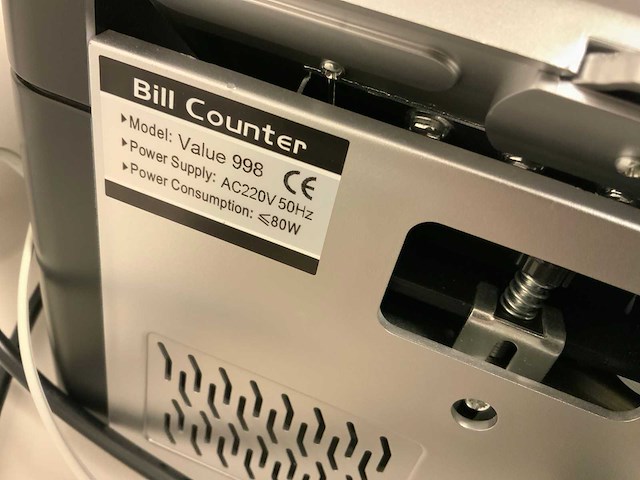 Bill Counter
Model: Value 998
Power Supply: AC220V 50Hz
Power Consumption: ⩽80W
CE